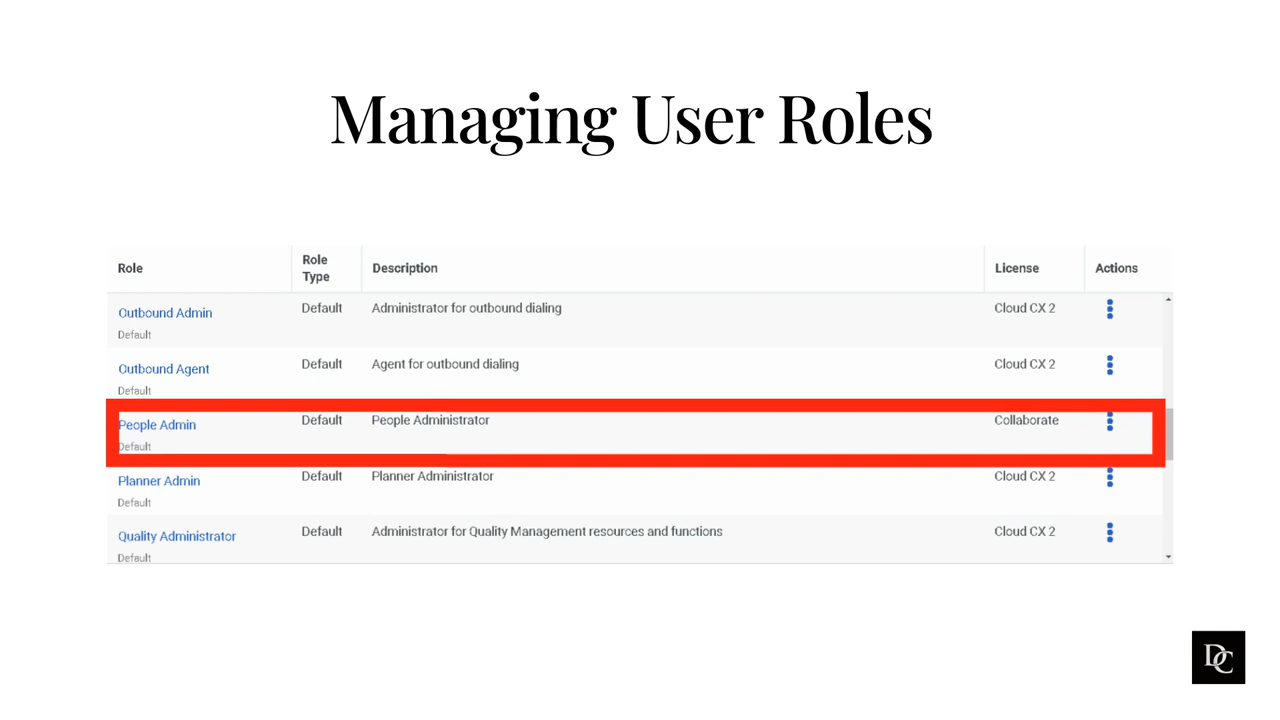 Managing User Roles
Role Role Type Description License Actions
Outbound Admin Default Administrator for outbound dialing Cloud CX 2
Default
Outbound Agent Default Agent for outbound dialing Cloud CX 2
Default
People Admin Default People Administrator Collaborate
Default
Planner Admin Default Planner Administrator Cloud CX 2
Default
Quality Administrator Default Administrator for Quality Management resources and functions Cloud CX 2
Default
DC